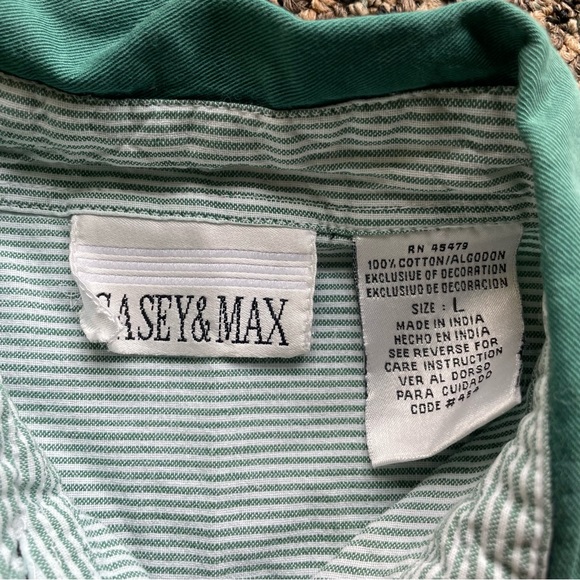 CASEY & MAX
RN 45479
100% COTTON/ALGODON
EXCLUSIVE OF DECORATION
EXCLUIUO DE DECORACION
SIZE : L
MADE IN INDIA
HECHO EN INDIA
SEE REVERSE FOR
CARE INSTRUCTION
VER AL DORSO
PARA CUIDADO